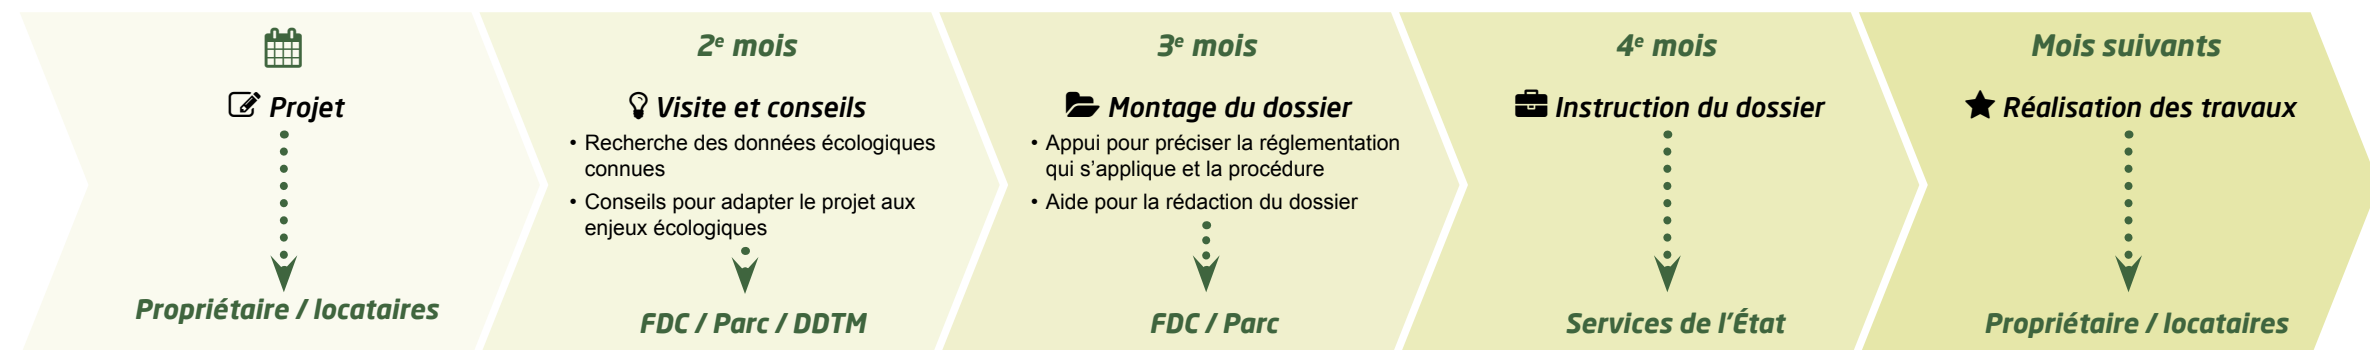 Projet
Propriétaire / locataires
2e mois
Visite et conseils
• Recherche des données écologiques
connues
• Conseils pour adapter le projet aux
enjeux écologiques
FDC / Parc / DDTM
3e mois
Montage du dossier
• Appui pour préciser la réglementation
qui s’applique et la procédure
• Aide pour la rédaction du dossier
FDC / Parc
4e mois
Instruction du dossier
Services de l’État
Mois suivants
Réalisation des travaux
Propriétaire / locataires